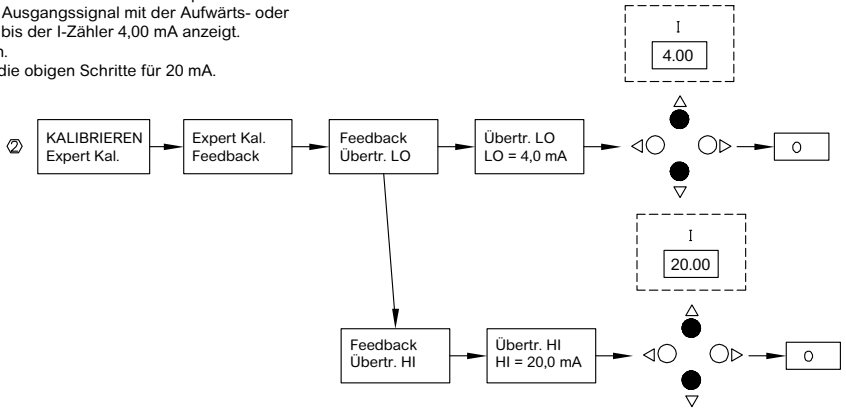 Ausgangssignal mit der Aufwärts- oder
bis der I-Zähler 4,00 mA anzeigt.
n.
die obigen Schritte für 20 mA.
I
4.00
2
KALIBRIEREN
Expert Kal.
Expert Kal.
Feedback
Feedback
Übertr. LO
Übertr. LO
LO = 4,0 mA
O
I
20.00
Feedback
Übertr. HI
Übertr. HI
HI = 20,0 mA
O